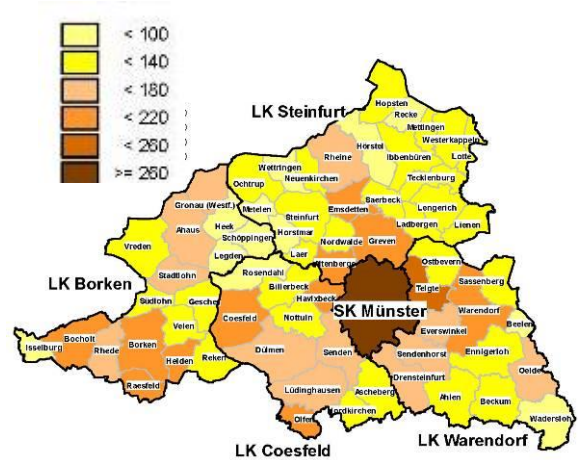 < 100
< 140
< 180
< 220
< 260
>= 260
LK Steinfurt
Hopsten
Recke
Mettingen
Westerkappeln
Hörstel
Ibbenbüren
Lotte
Rheine
Wettringen
Neuenkirchen
Tecklenburg
Ochtrup
Saerbeck
Lengerich
Gronau (Westf.)
Metelen
Emsdetten
Steinfurt
Ladbergen
Lienen
Ahaus
Heek
Horstmar
Nordwalde
Greven
Vreden
Schöppingen
Laer
Altenberge
Ostbevern
Legden
Stadtlohn
Rosendahl
Sassenberg
LK Borken
Billerbeck
Telgte
Südlohn
Gescher
Havixbeck
Warendorf
Coesfeld
Nottuln
SK Münster
Beelen
Velen
Everswinkel
Isselburg
Bocholt
Rhede
Borken
Heiden
Reken
Dülmen
Senden
Sendenhorst
Ennigerloh
Oelde
Raesfeld
Drensteinfurt
Lüdinghausen
Ascheberg
Ahlen
Beckum
Olfen
Nordkirchen
Wadersloh
LK Coesfeld
LK Warendorf